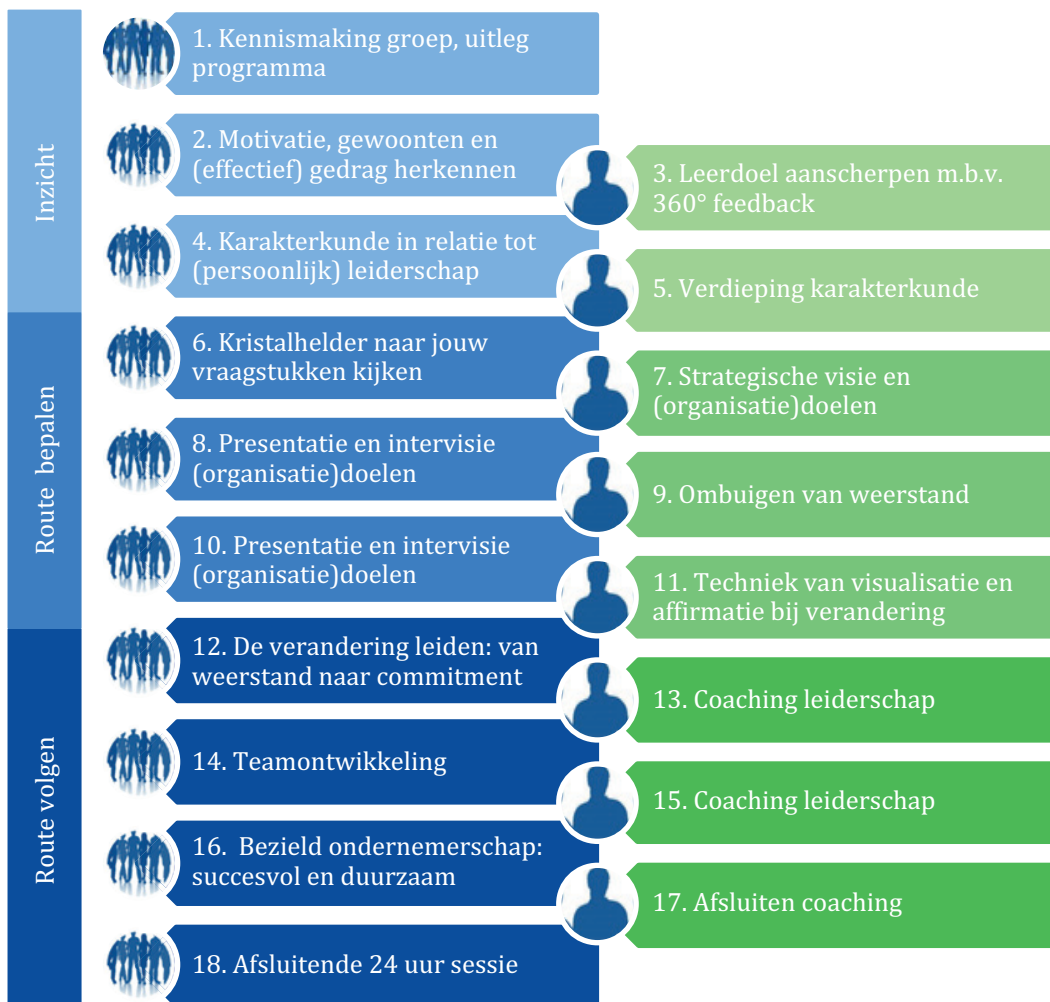 Inzicht
1. Kennismaking groep, uitleg
programma
2. Motivatie, gewoonten en
(effectief) gedrag herkennen
3. Leerdoel aanscherpen m.b.v.
360° feedback
4. Karakterkunde in relatie tot
(persoonlijk) leiderschap
5. Verdieping karakterkunde
Route bepalen
6. Kristalhelder naar jouw
vraagstukken kijken
7. Strategische visie en
(organisatie)doelen
8. Presentatie en intervisie
(organisatie)doelen
9. Ombuigen van weerstand
10. Presentatie en intervisie
(organisatie)doelen
11. Techniek van visualisatie en
affirmatie bij verandering
Route volgen
12. De verandering leiden: van
weerstand naar commitment
13. Coaching leiderschap
14. Teamontwikkeling
15. Coaching leiderschap
16. Bezield ondernemerschap:
succesvol en duurzaam
17. Afsluiten coaching
18. Afsluitende 24 uur sessie